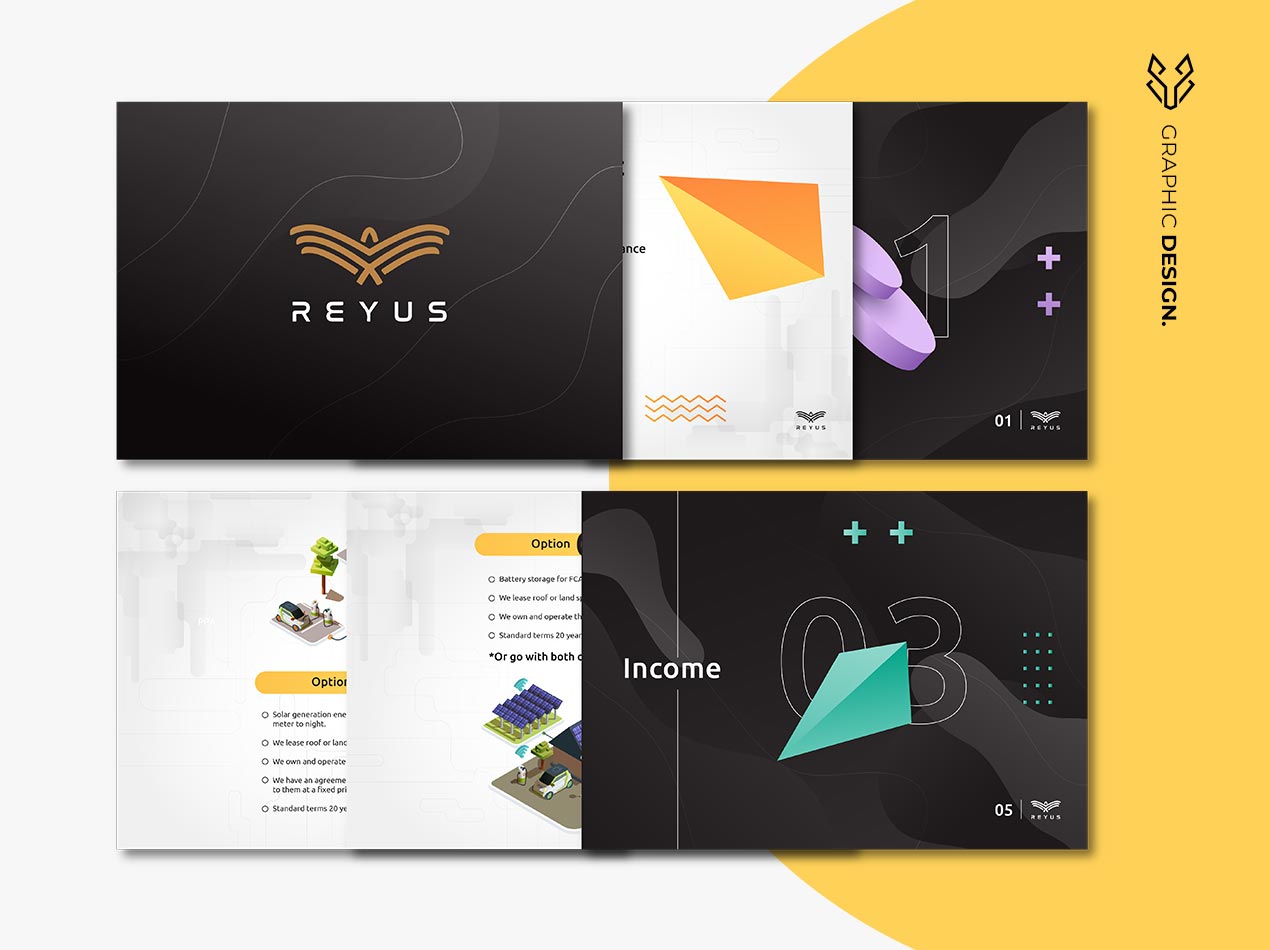 REYUS
ance
REYUS
1
01
REYUS
GRAPHIC DESIGN.
PPA
Option
Solar generation ene
meter to night.
We lease roof or land
We own and operate
We have an agreeme
to them at a fixed pri
Standard terms 20 ye
Option
Battery storage for FCA
We lease roof or land sp
We own and operate th
Standard terms 20 year
*Or go with both o
Income
03
05
REYUS